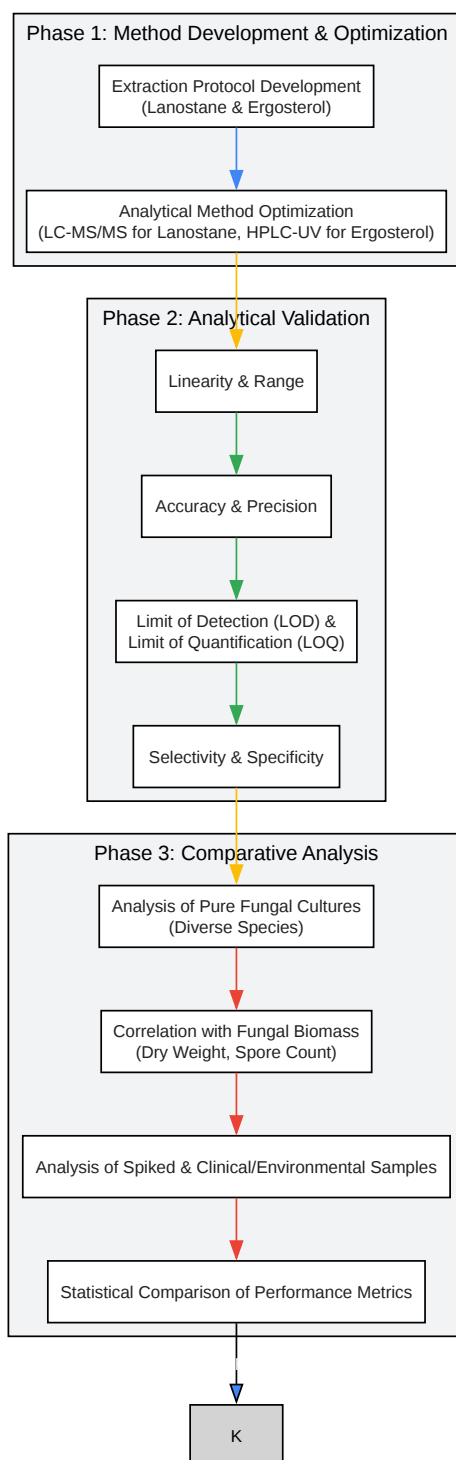 Phase 1: Method Development & Optimization
Extraction Protocol Development
(Lanostane & Ergosterol)
Analytical Method Optimization
(LC-MS/MS for Lanostane, HPLC-UV for Ergosterol)
Phase 2: Analytical Validation
Linearity & Range
Accuracy & Precision
Limit of Detection (LOD) &
Limit of Quantification (LOQ)
Selectivity & Specificity
Phase 3: Comparative Analysis
Analysis of Pure Fungal Cultures
(Diverse Species)
Correlation with Fungal Biomass
(Dry Weight, Spore Count)
Analysis of Spiked & Clinical/Environmental Samples
Statistical Comparison of Performance Metrics
K